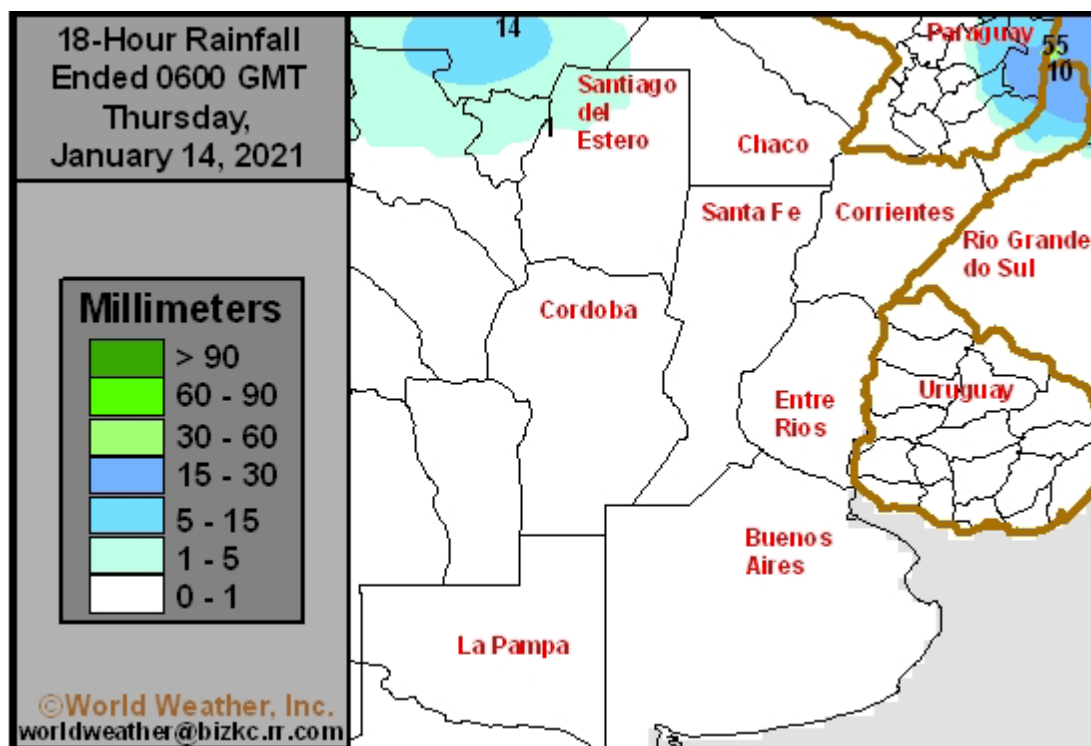 18-Hour Rainfall
Ended 0600 GMT
Thursday,
January 14, 2021
Millimeters
> 90
60 - 90
30 - 60
15 - 30
5 - 15
1 - 5
0 - 1
©World Weather, Inc.
worldweather@bizkc.rr.com
14
Paraguay
55
10
Santiago
del
Estero
1
Chaco
Santa Fe
Corrientes
Rio Grande
do Sul
Cordoba
Uruguay
Entre
Rios
Buenos
Aires
La Pampa